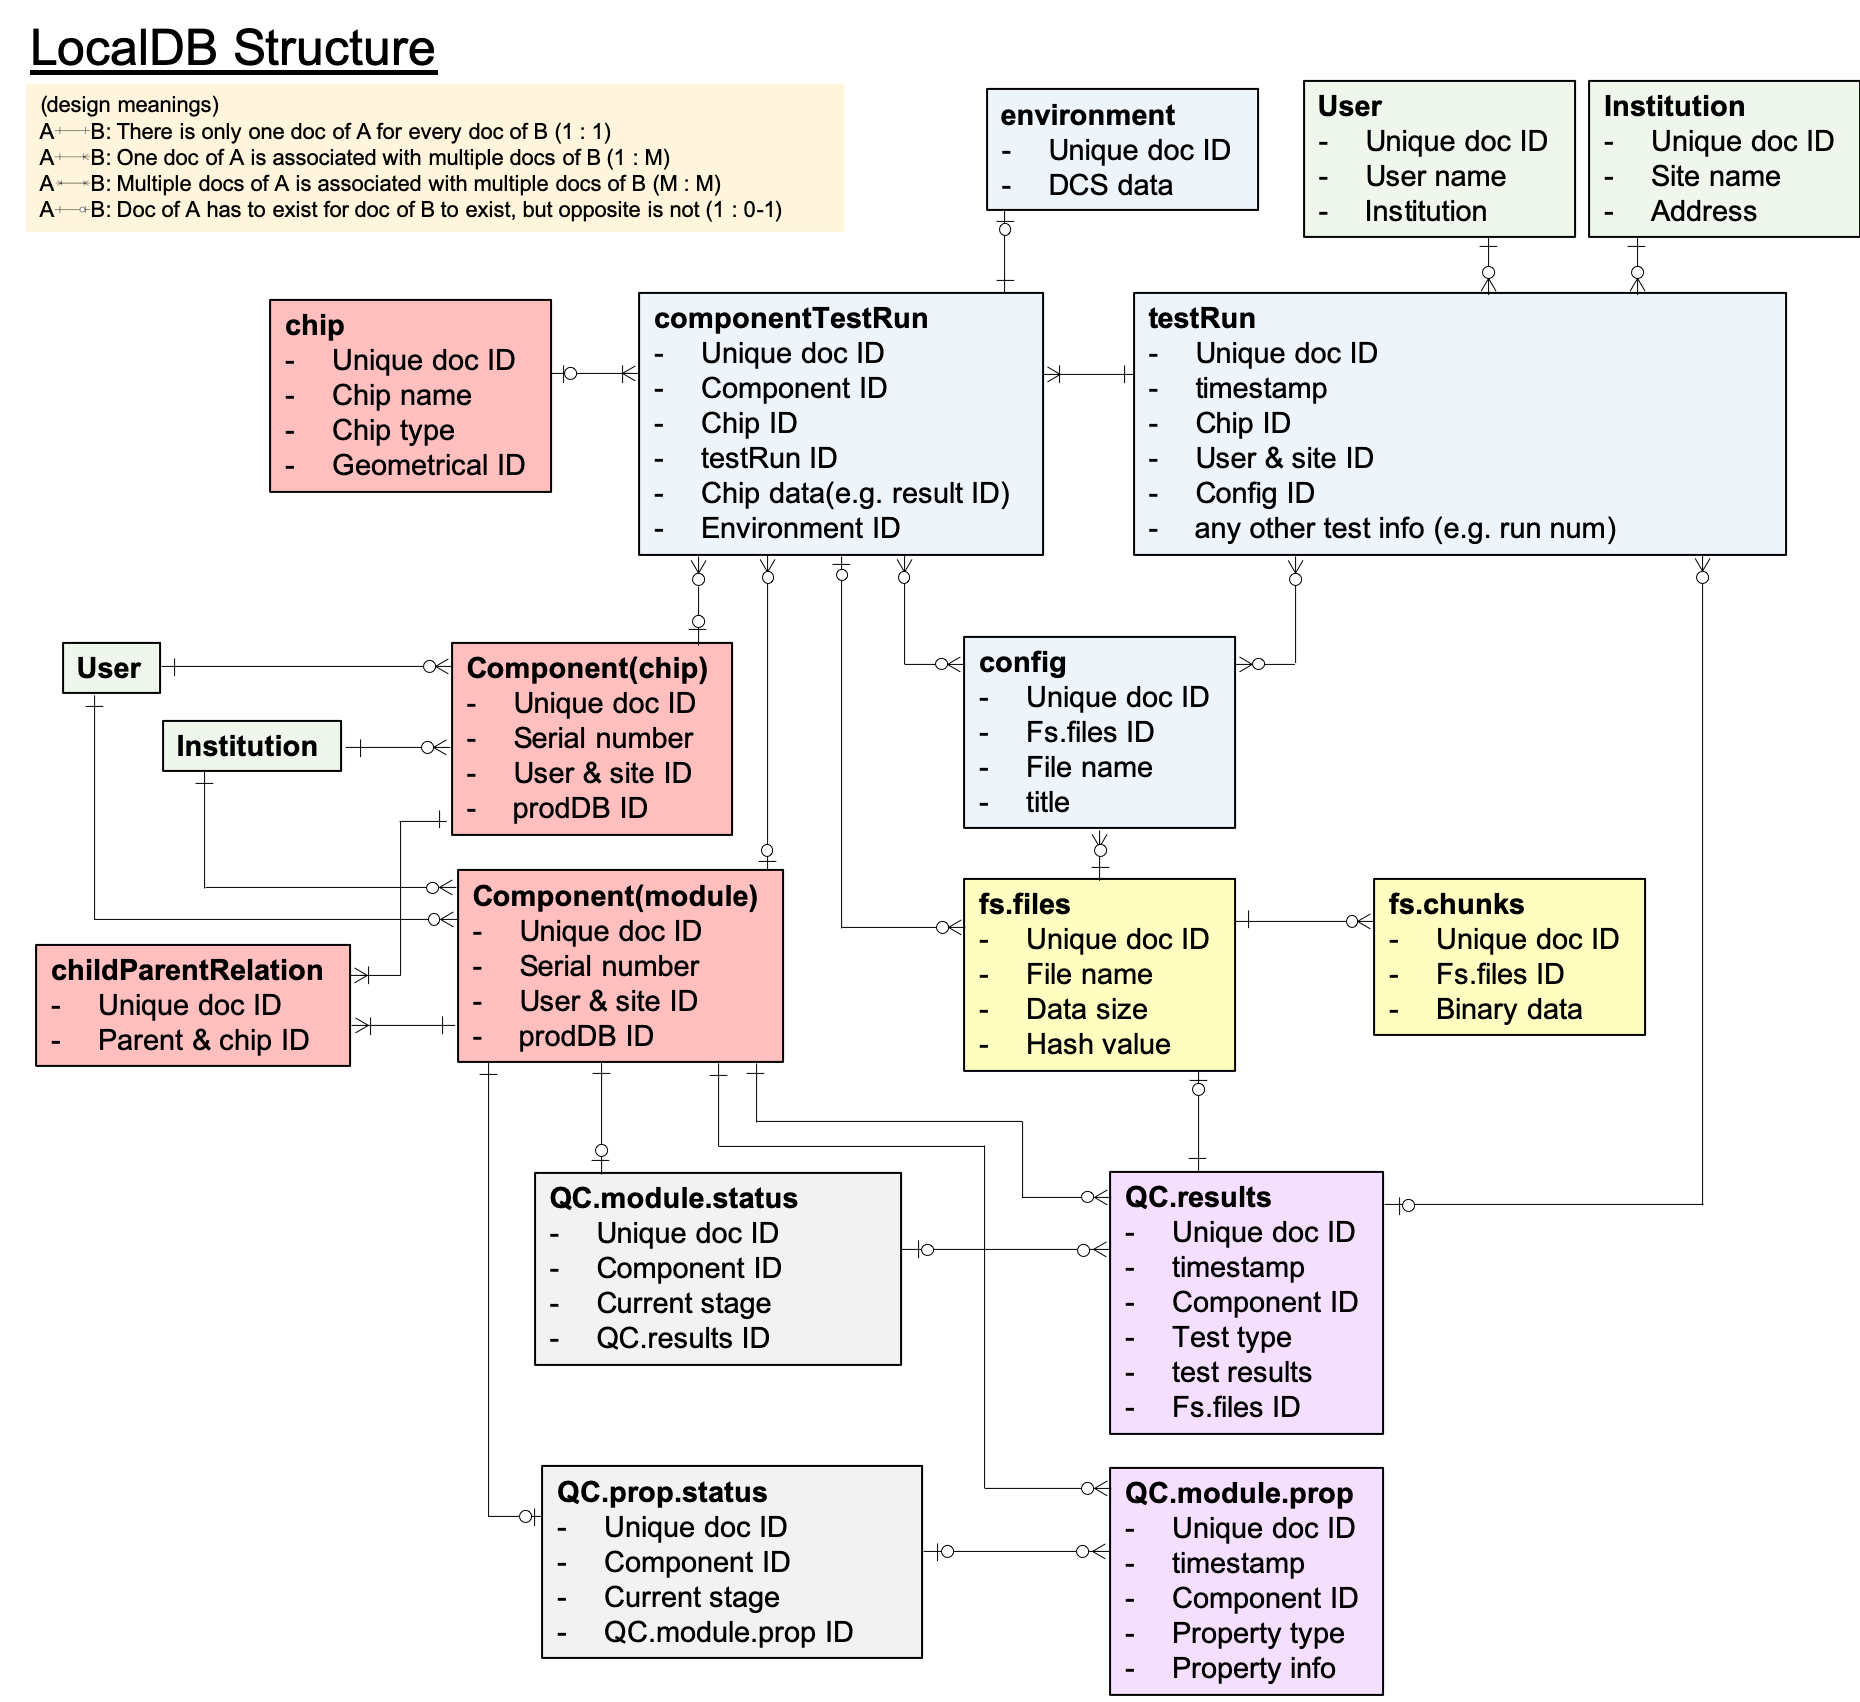 LocalDB Structure
(design meanings)
A B: There is only one doc of A for every doc of B (1 : 1)
A B: One doc of A is associated with multiple docs of B (1 : M)
A B: Multiple docs of A is associated with multiple docs of B (M : M)
A B: Doc of A has to exist for doc of B to exist, but opposite is not (1 : 0-1)
environment
- Unique doc ID
- DCS data
User
- Unique doc ID
- User name
- Institution
Institution
- Unique doc ID
- Site name
- Address
chip
- Unique doc ID
- Chip name
- Chip type
- Geometrical ID
componentTestRun
- Unique doc ID
- Component ID
- Chip ID
- testRun ID
- Chip data(e.g. result ID)
- Environment ID
testRun
- Unique doc ID
- timestamp
- Chip ID
- User & site ID
- Config ID
- any other test info (e.g. run num)
User
Institution
Component(chip)
- Unique doc ID
- Serial number
- User & site ID
- prodDB ID
config
- Unique doc ID
- Fs.files ID
- File name
- title
childParentRelation
- Unique doc ID
- Parent & chip ID
Component(module)
- Unique doc ID
- Serial number
- User & site ID
- prodDB ID
fs.files
- Unique doc ID
- File name
- Data size
- Hash value
fs.chunks
- Unique doc ID
- Fs.files ID
- Binary data
QC.module.status
- Unique doc ID
- Component ID
- Current stage
- QC.results ID
QC.results
- Unique doc ID
- timestamp
- Component ID
- Test type
- test results
- Fs.files ID
QC.prop.status
- Unique doc ID
- Component ID
- Current stage
- QC.module.prop ID
QC.module.prop
- Unique doc ID
- timestamp
- Component ID
- Property type
- Property info